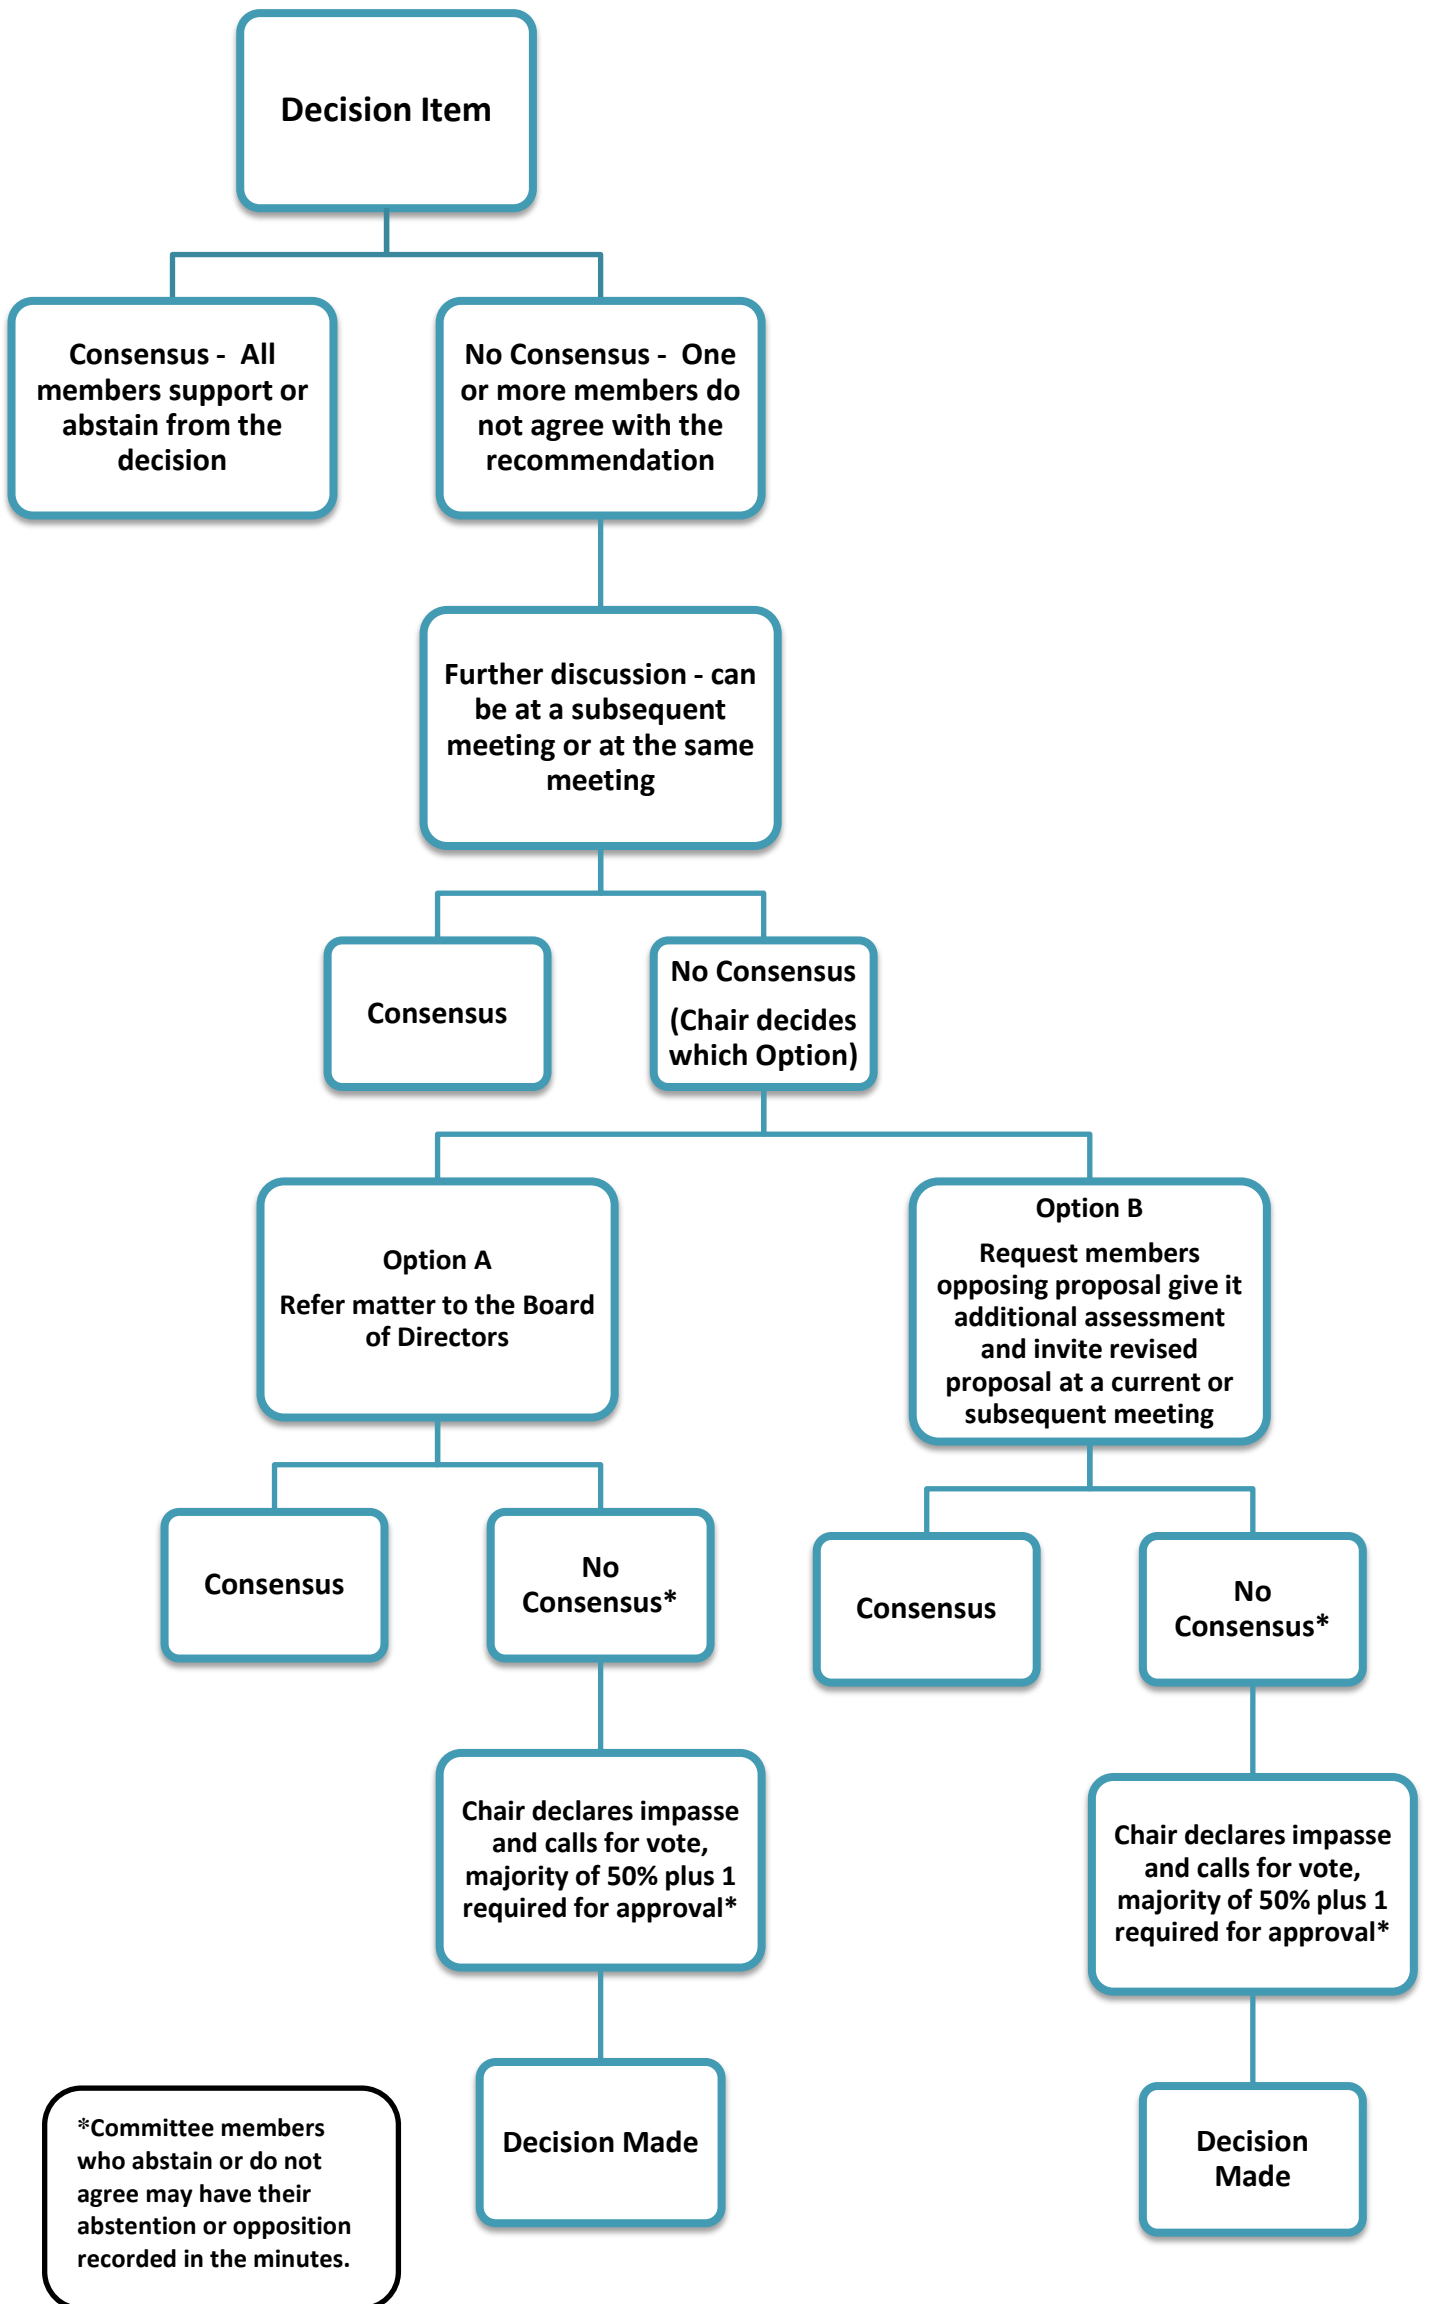 Decision Item
Consensus - All
members support or
abstain from the
decision
No Consensus - One
or more members do
not agree with the
recommendation
Further discussion - can
be at a subsequent
meeting or at the same
meeting
Consensus
No Consensus
(Chair decides
which Option)
Option A
Refer matter to the Board
of Directors
Option B
Request members
opposing proposal give it
additional assessment
and invite revised
proposal at a current or
subsequent meeting
Consensus
No
Consensus*
Consensus
No
Consensus*
Chair declares impasse
and calls for vote,
majority of 50% plus 1
required for approval*
Chair declares impasse
and calls for vote,
majority of 50% plus 1
required for approval*
Decision Made
Decision
Made
*Committee members
who abstain or do not
agree may have their
abstention or opposition
recorded in the minutes.